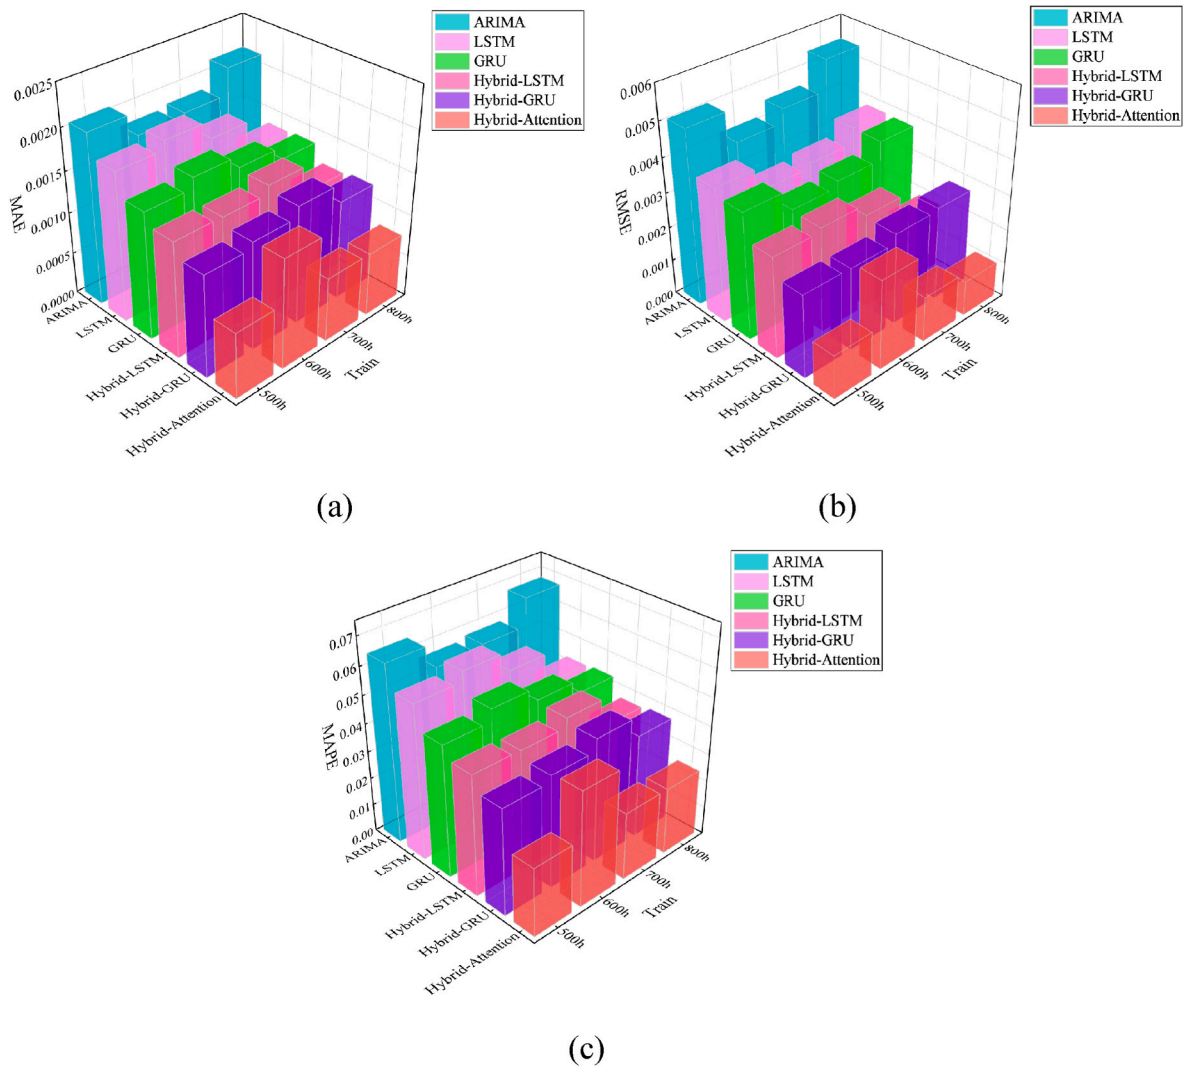 ARIMA
LSTM
GRU
Hybrid-LSTM
Hybrid-GRU
Hybrid-Attention
0.0025
0.0020
0.0015
0.0010
0.0005
0.0000
MAE
ARIMA
LSTM
GRU
Hybrid-LSTM
Hybrid-GRU
Hybrid-Attention
500h
600h
700h
800h
Train
(a)
ARIMA
LSTM
GRU
Hybrid-LSTM
Hybrid-GRU
Hybrid-Attention
0.006
0.005
0.004
0.003
0.002
0.001
0.000
RMSE
ARIMA
LSTM
GRU
Hybrid-LSTM
Hybrid-GRU
Hybrid-Attention
500h
600h
700h
800h
Train
(b)
ARIMA
LSTM
GRU
Hybrid-LSTM
Hybrid-GRU
Hybrid-Attention
0.07
0.06
0.05
0.04
0.03
0.02
0.01
0.00
MAPE
ARIMA
LSTM
GRU
Hybrid-LSTM
Hybrid-GRU
Hybrid-Attention
500h
600h
700h
800h
Train
(c)